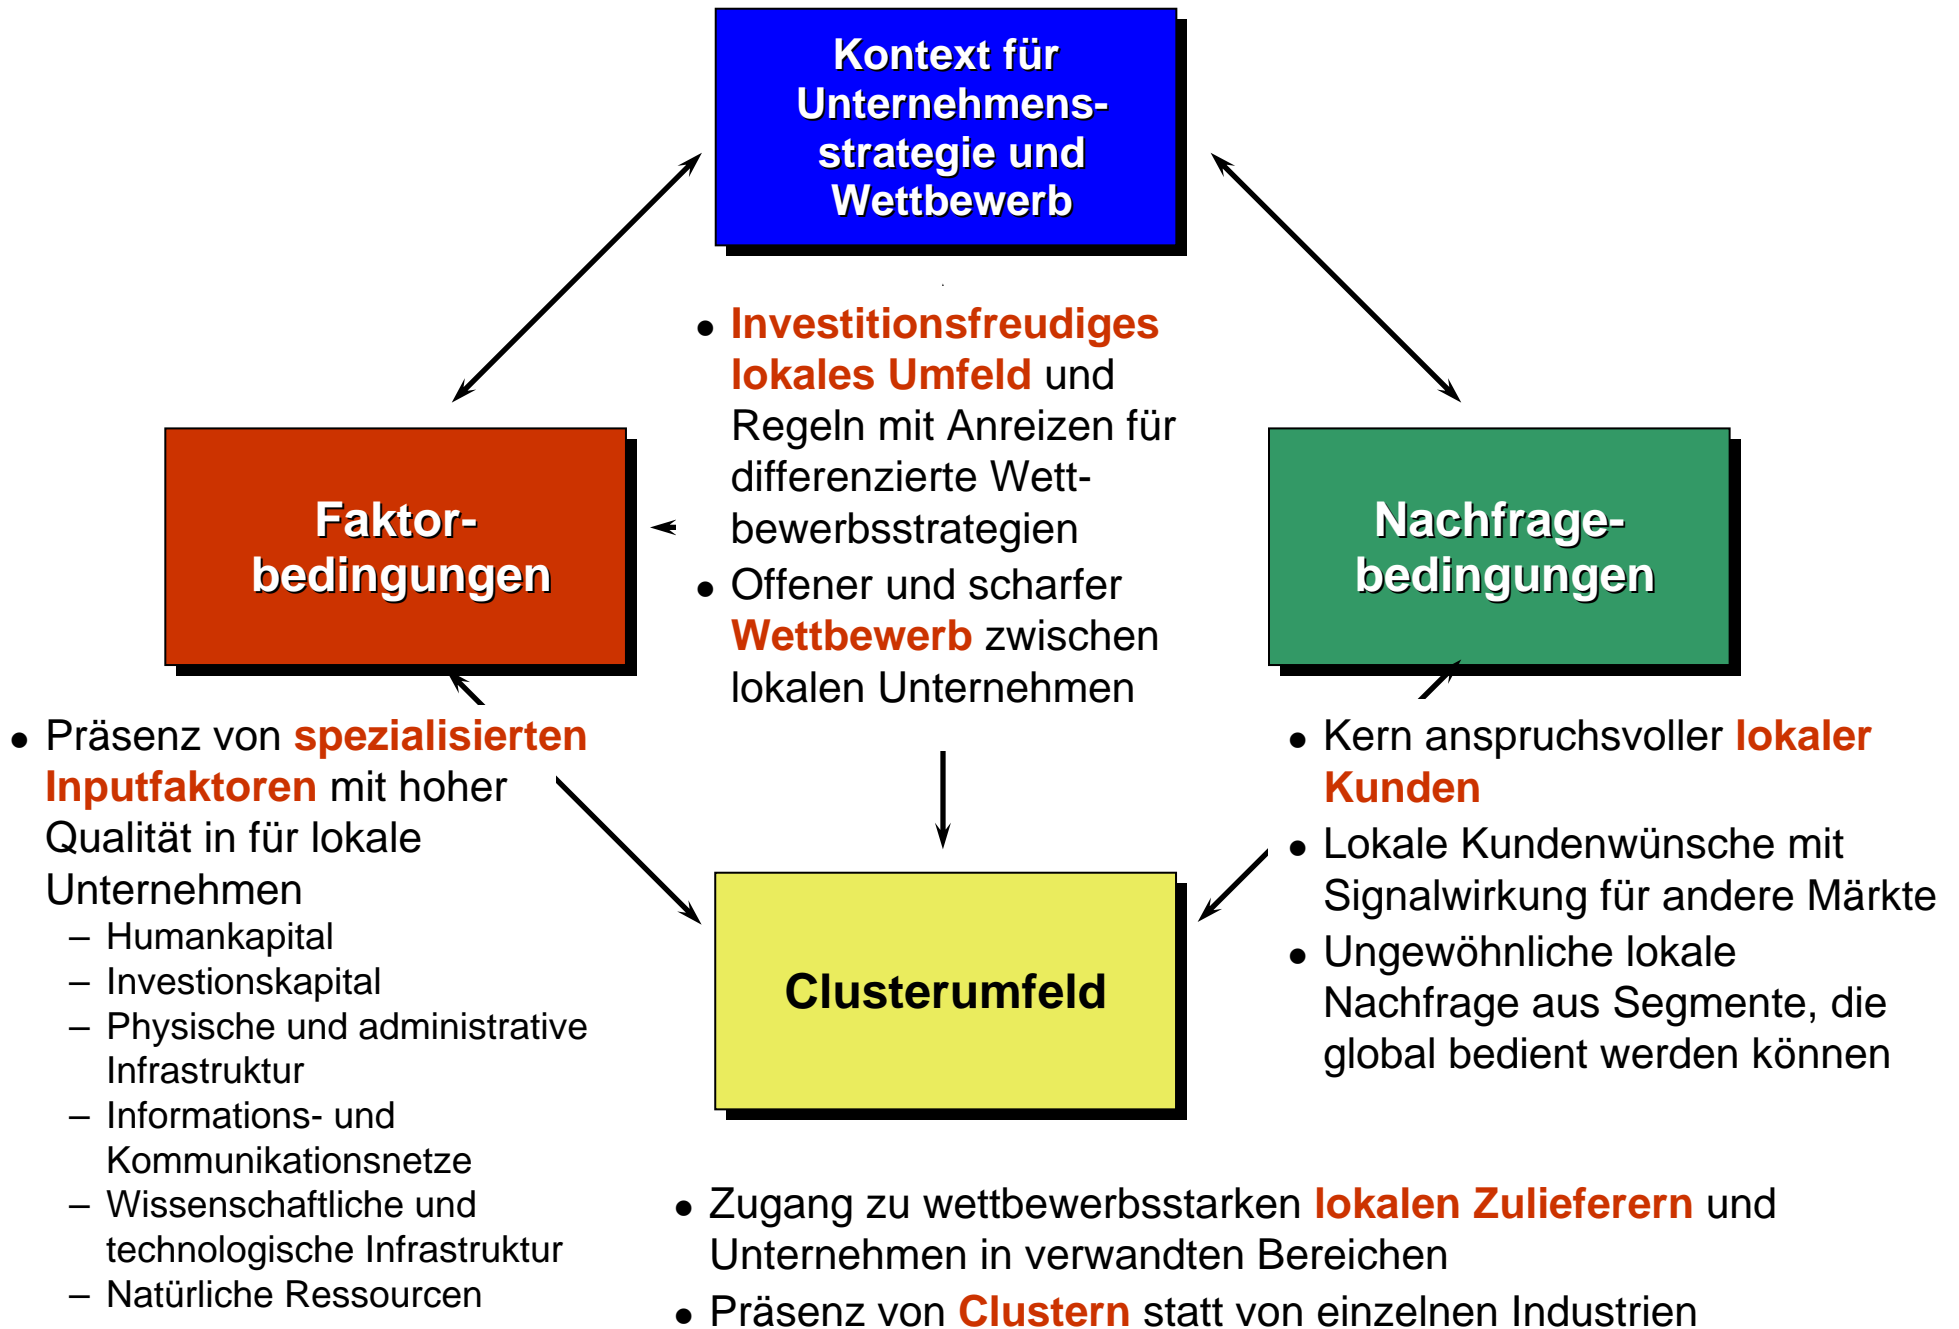 Kontext für
Unternehmens-
strategie und
Wettbewerb
● Investitionsfreudiges
lokales Umfeld und
Regeln mit Anreizen für
differenzierte Wett-
bewerbsstrategien
● Offener und scharfer
Wettbewerb zwischen
lokalen Unternehmen
Faktor-
bedingungen
Nachfrage-
bedingungen
● Präsenz von spezialisierten
Inputfaktoren mit hoher
Qualität in für lokale
Unternehmen
– Humankapital
– Investionskapital
– Physische und administrative
Infrastruktur
– Informations- und
Kommunikationsnetze
– Wissenschaftliche und
technologische Infrastruktur
– Natürliche Ressourcen
● Kern anspruchsvoller lokaler
Kunden
● Lokale Kundenwünsche mit
Signalwirkung für andere Märkte
● Ungewöhnliche lokale
Nachfrage aus Segmente, die
global bedient werden können
Clusterumfeld
● Zugang zu wettbewerbsstarken lokalen Zulieferern und
Unternehmen in verwandten Bereichen
● Präsenz von Clustern statt von einzelnen Industrien